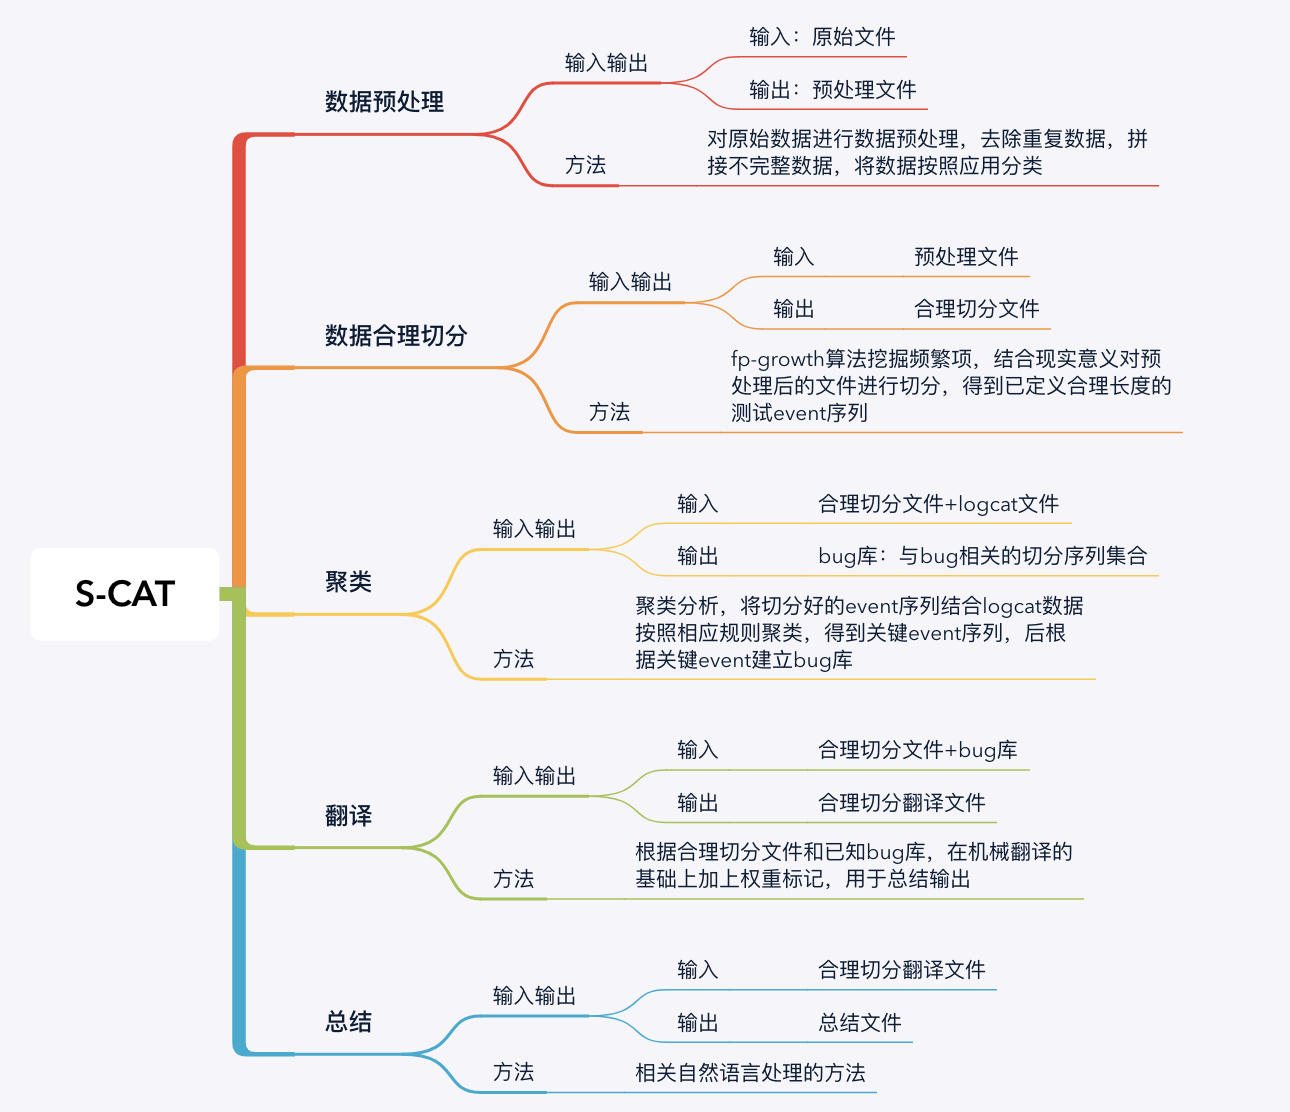 S-CAT
数据预处理
输入输出
输入：原始文件
输出：预处理文件
方法
对原始数据进行数据预处理，去除重复数据，拼
接不完整数据，将数据按照应用分类
数据合理切分
输入输出
输入
预处理文件
输出
合理切分文件
方法
fp-growth算法挖掘频繁项，结合现实意义对预
处理后的文件进行切分，得到已定义合理长度的
测试event序列
聚类
输入输出
输入
合理切分文件+logcat文件
输出
bug库：与bug相关的切分序列集合
方法
聚类分析，将切分好的event序列结合logcat数据
按照相应规则聚类，得到关键event序列，后根
据关键event建立bug库
翻译
输入输出
输入
合理切分文件+bug库
输出
合理切分翻译文件
方法
根据合理切分文件和已知bug库，在机械翻译的
基础上加上权重标记，用于总结输出
总结
输入输出
输入
合理切分翻译文件
输出
总结文件
方法
相关自然语言处理的方法